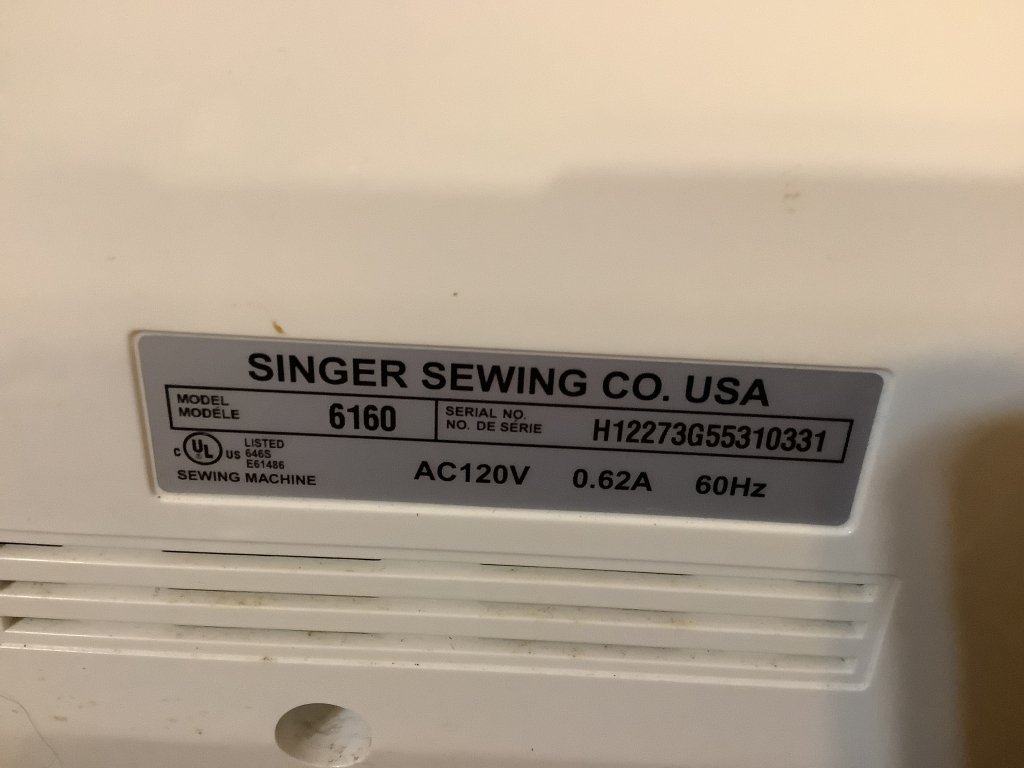 SINGER SEWING CO. USA
MODEL
MODÉLE
6160
SERIAL NO.
NO. DE SÉRIE
H12273G55310331
C UL US
LISTED
646S
E61486
SEWING MACHINE
AC120V 0.62A 60Hz